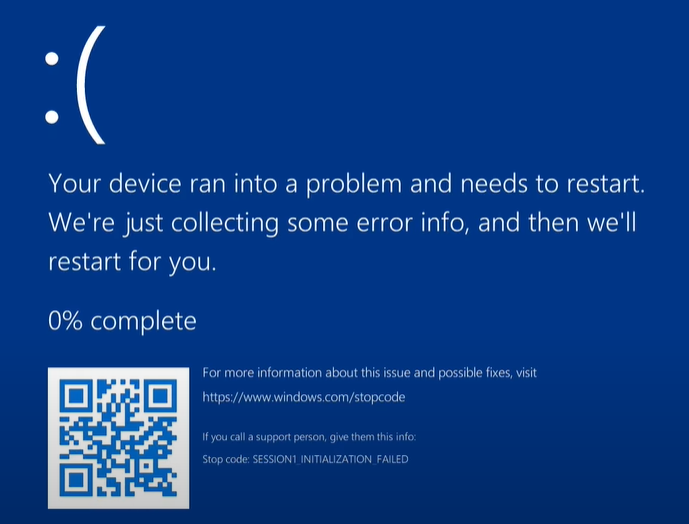 :(
Your device ran into a problem and needs to restart.
We're just collecting some error info, and then we'll
restart for you.
0% complete
For more information about this issue and possible fixes, visit
https://www.windows.com/stopcode
If you call a support person, give them this info:
Stop code: SESSION1_INITIALIZATION_FAILED